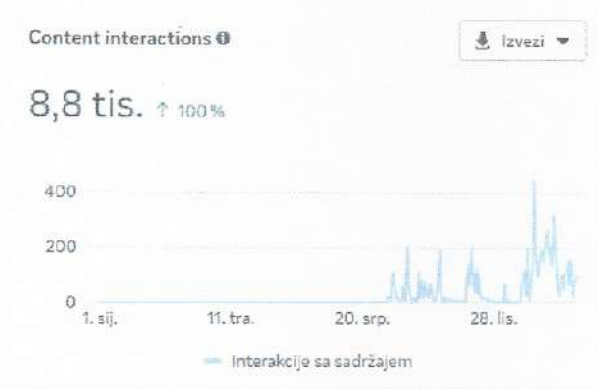 Content interactions
Izvezi
8,8 tis. ↑ 100 %
400
200
0
1. sij.
11. tra.
20. srp.
28. lis.
Interakcije sa sadržajem